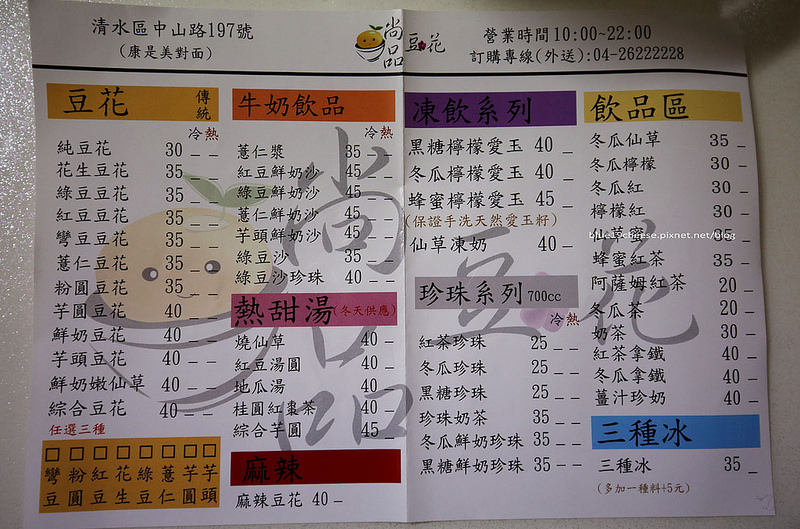 清水區中山路197號
(康是美對面)
尚品豆花
營業時間10:00~22:00
訂購專線(外送):04-26222228
豆花 傳統
冷 熱
純豆花 30 _ _
花生豆花 35 _ _
綠豆豆花 35 _ _
紅豆豆花 35 _ _
彎豆豆花 35 _ _
薏仁豆花 35 _ _
粉圓豆花 35 _ _
芋圓豆花 40 _ _
鮮奶豆花 40 _ _
芋頭豆花 40 _ _
鮮奶嫩仙草 40 _ _
綜合豆花 40 _ _
任選三種
□□□□□□□□
彎粉紅花綠薏芋芋
豆圓豆生豆仁圓頭
牛奶飲品
冷 熱
薏仁漿 35 _ _
紅豆鮮奶沙 45 _ _
綠豆鮮奶沙 45 _ _
薏仁鮮奶沙 45 _ _
芋頭鮮奶沙 45 _ _
綠豆沙 35 _
綠豆沙珍珠 40 _
熱甜湯(冬天供應)
燒仙草 40 _
紅豆湯圓 40 _
地瓜湯 40 _
桂圓紅棗茶 40 _
綜合芋圓 45 _
麻辣
麻辣豆花 40 _
凍飲系列
黑糖檸檬愛玉 40 _
冬瓜檸檬愛玉 40 _
蜂蜜檸檬愛玉 45 _
(保證手洗天然愛玉籽)
仙草凍奶 40 _
珍珠系列 700cc
冷 熱
紅茶珍珠 25 _ _
冬瓜珍珠 25 _ _
黑糖珍珠 25 _ _
珍珠奶茶 35 _ _
冬瓜鮮奶珍珠 35 _ _
黑糖鮮奶珍珠 35 _ _
飲品區
冬瓜仙草 35 _
冬瓜檸檬 30 _
冬瓜紅 30 _
檸檬紅 30 _
仙草蜜
blue1.cheese.pixnet.net/blog
蜂蜜紅茶 35 _
阿薩姆紅茶 20 _
冬瓜茶 20 _
奶茶 30 _
紅茶拿鐵 40 _
冬瓜拿鐵 40 _
薑汁珍奶 40 _
三種冰
三種冰 35 _
(多加一種料+5元)
尚品豆花